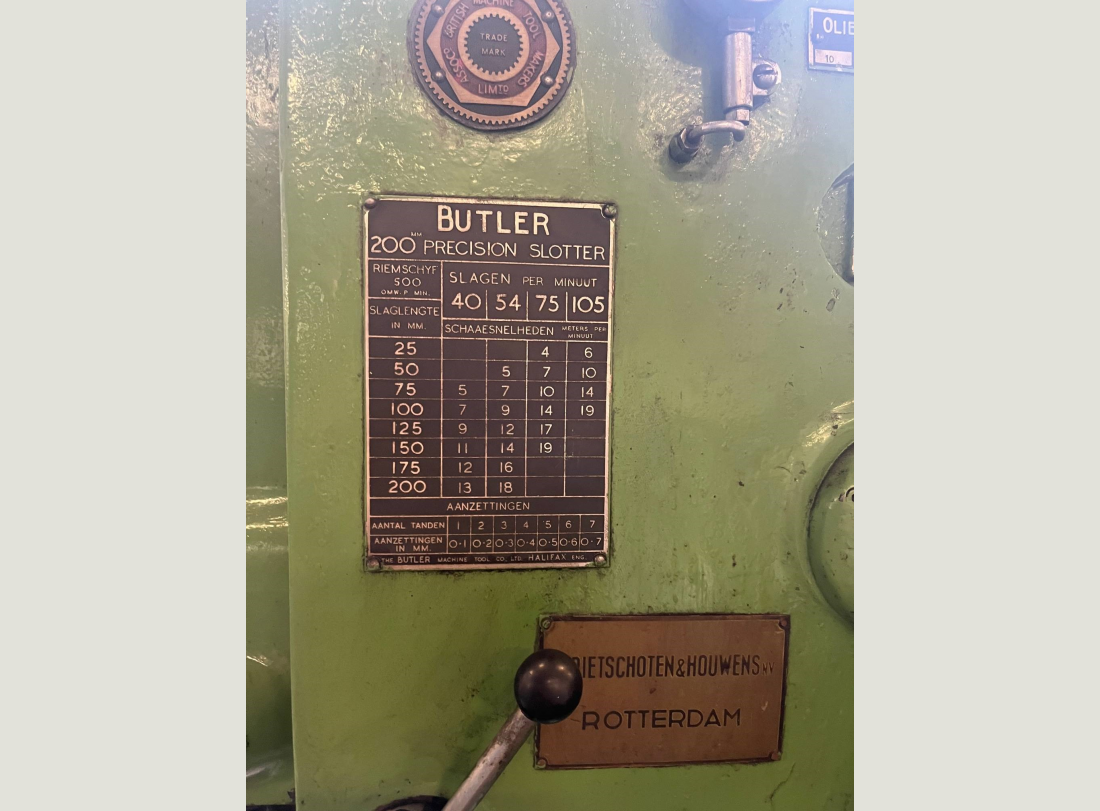 ASSOCD BRITISH MACHINE TOOL MAKERS LIMTD
TRADE
MARK
OLIE
10
BUTLER
200 MM PRECISION SLOTTER
RIEMSCHYF
500
OMW. P. MIN.
SLAGEN PER MINUUT
40 54 75 105
SLAGLENGTE
IN MM.
SCHAAESNELHEDEN METERS PER
MINUUT
25 4 6
50 5 7 10
75 5 7 10 14
100 7 9 14 19
125 9 12 17
150 11 14 19
175 12 16
200 13 18
AANZETTINGEN
AANTAL TANDEN 1 2 3 4 5 6 7
AANZETTINGEN
IN MM. 0·1 0·2 0·3 0·4 0·5 0·6 0·7
THE BUTLER MACHINE TOOL CO. LTD. HALIFAX ENG.
RIETSCHOTEN&HOUWENS N.V.
ROTTERDAM